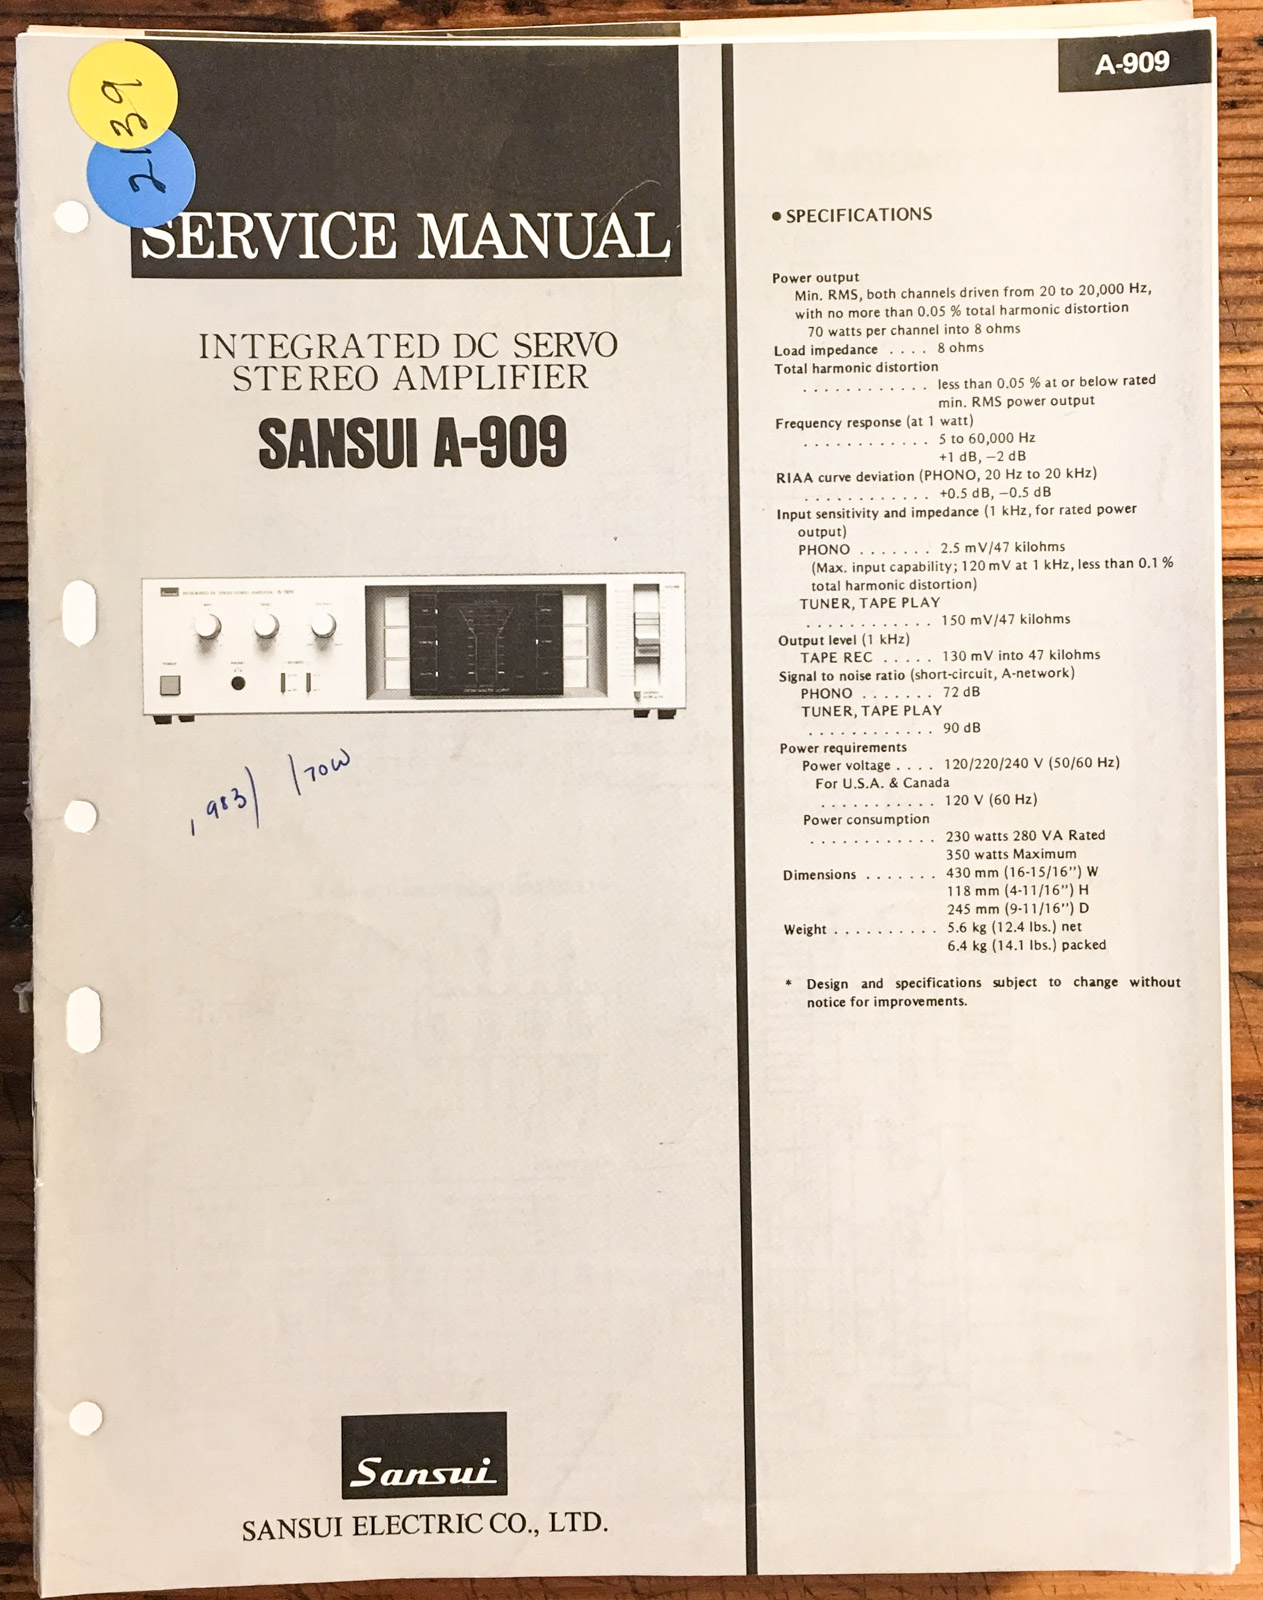 39
21
SERVICE MANUAL
INTEGRATED DC SERVO
STEREO AMPLIFIER
SANSUI A-909
Sansui
1983/ /70W
Sansui
SANSUI ELECTRIC CO., LTD.
A-909
● SPECIFICATIONS
Power output
Min. RMS, both channels driven from 20 to 20,000 Hz,
with no more than 0.05 % total harmonic distortion
70 watts per channel into 8 ohms
Load impedance . . . . 8 ohms
Total harmonic distortion
. . . . . . . . . . . . less than 0.05 % at or below rated
min. RMS power output
Frequency response (at 1 watt)
. . . . . . . . . . . . 5 to 60,000 Hz
+1 dB, −2 dB
RIAA curve deviation (PHONO, 20 Hz to 20 kHz)
. . . . . . . . . . . . +0.5 dB, −0.5 dB
Input sensitivity and impedance (1 kHz, for rated power
output)
PHONO . . . . . . . 2.5 mV/47 kilohms
(Max. input capability; 120 mV at 1 kHz, less than 0.1 %
total harmonic distortion)
TUNER, TAPE PLAY
. . . . . . . . . . . . 150 mV/47 kilohms
Output level (1 kHz)
TAPE REC . . . . . 130 mV into 47 kilohms
Signal to noise ratio (short-circuit, A-network)
PHONO . . . . . . . 72 dB
TUNER, TAPE PLAY
. . . . . . . . . . . . 90 dB
Power requirements
Power voltage . . . . 120/220/240 V (50/60 Hz)
For U.S.A. & Canada
. . . . . . . . . . . 120 V (60 Hz)
Power consumption
. . . . . . . . . . . . 230 watts 280 VA Rated
350 watts Maximum
Dimensions . . . . . . . 430 mm (16-15/16'') W
118 mm (4-11/16'') H
245 mm (9-11/16'') D
Weight . . . . . . . . . . 5.6 kg (12.4 lbs.) net
6.4 kg (14.1 lbs.) packed
* Design and specifications subject to change without
notice for improvements.